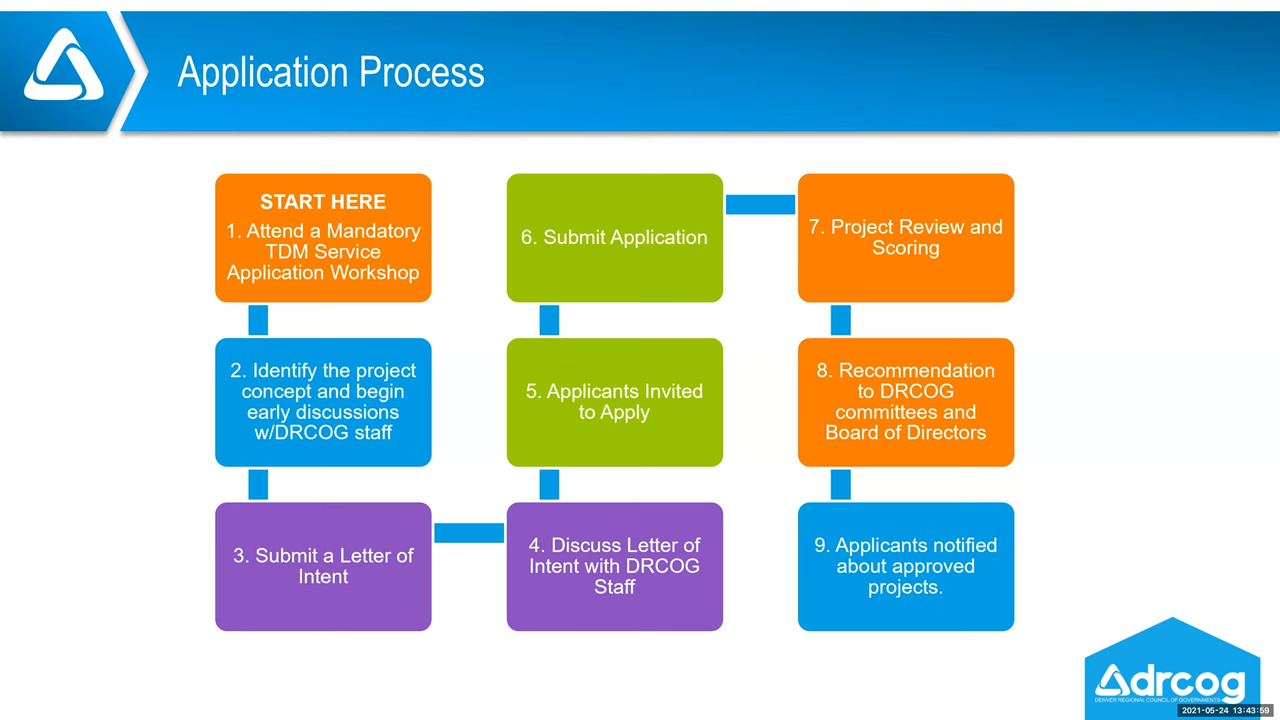 Application Process
START HERE
1. Attend a Mandatory
TDM Service
Application Workshop
2. Identify the project
concept and begin
early discussions
w/DRCOG staff
3. Submit a Letter of
Intent
4. Discuss Letter of
Intent with DRCOG
Staff
5. Applicants Invited
to Apply
6. Submit Application
7. Project Review and
Scoring
8. Recommendation
to DRCOG
committees and
Board of Directors
9. Applicants notified
about approved
projects.
drcog
DENVER REGIONAL COUNCIL OF GOVERNMENTS
2021-05-24 13:43:59